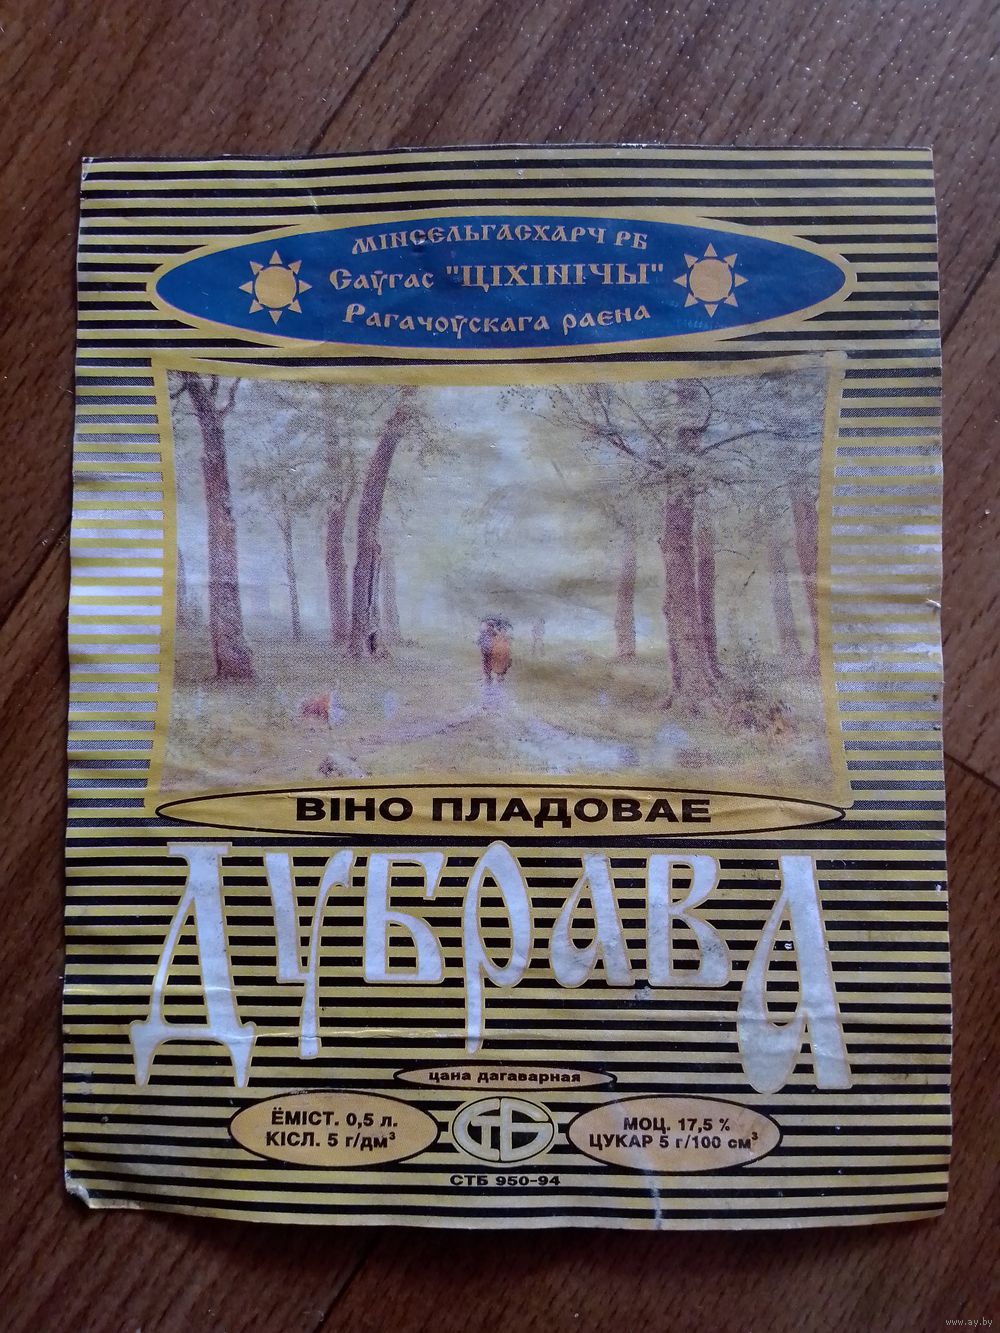 МІНСЕЛЬГАСХАРЧ РБ
Саўгас "ЦІХІНІЧЫ"
Рагачоўскага раена
ВІНО ПЛАДОВАЕ
ДУБРАВА
цана дагаварная
ЁМІСТ. 0,5 л.
КІСЛ. 5 г/дм³
СТБ
МОЦ. 17,5 %
ЦУКАР 5 г/100 см³
СТБ 950-94
www.ay.by